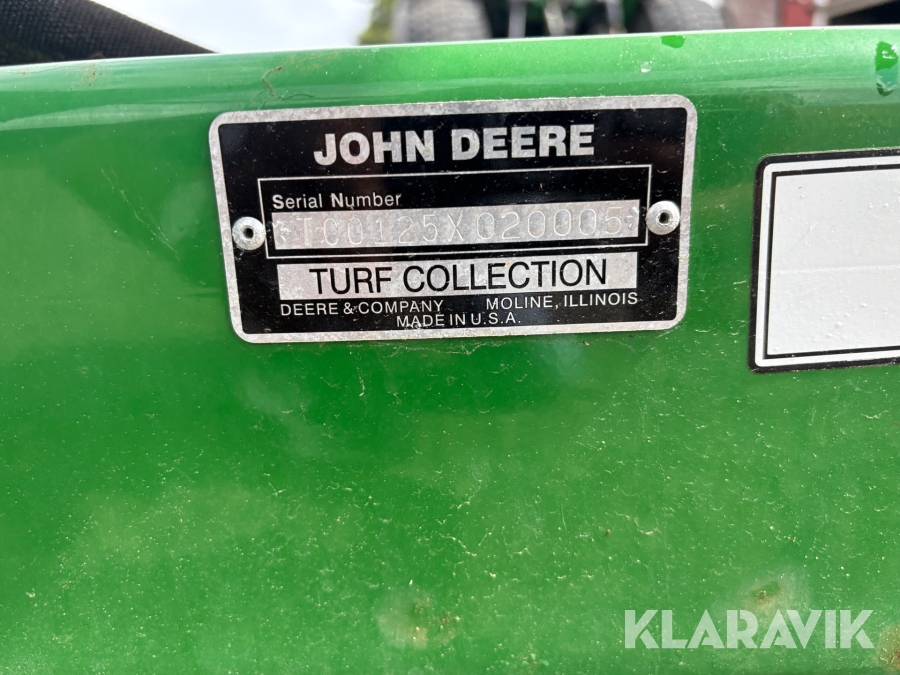 JOHN DEERE
Serial Number
*TC0125X020005*
TURF COLLECTION
DEERE & COMPANY MOLINE, ILLINOIS
MADE IN U.S.A.
KLARAVIK